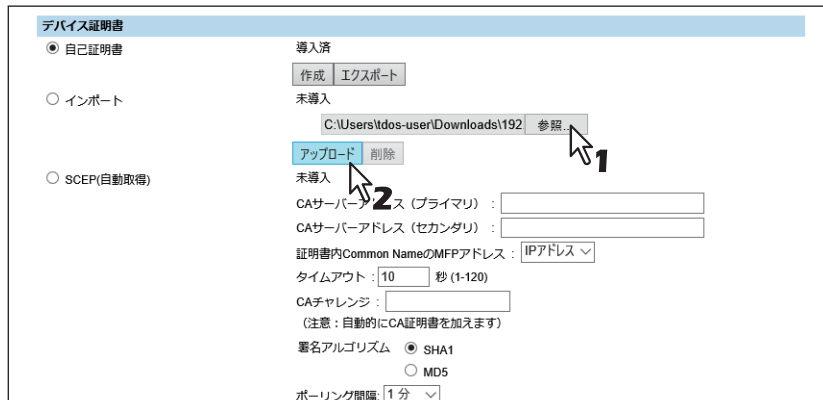 デバイス証明書
自己証明書 導入済
作成 エクスポート
インポート 未導入
C:\Users\tdos-user\Downloads\192 参照...
1
アップロード 削除
2
SCEP(自動取得) 未導入
CAサーバーアドレス（プライマリ）:
CAサーバーアドレス（セカンダリ）:
証明書内Common NameのMFPアドレス : IPアドレス
タイムアウト : 10 秒 (1-120)
CAチャレンジ :
（注意：自動的にCA証明書を加えます）
署名アルゴリズム SHA1
MD5
ポーリング間隔: 1 分